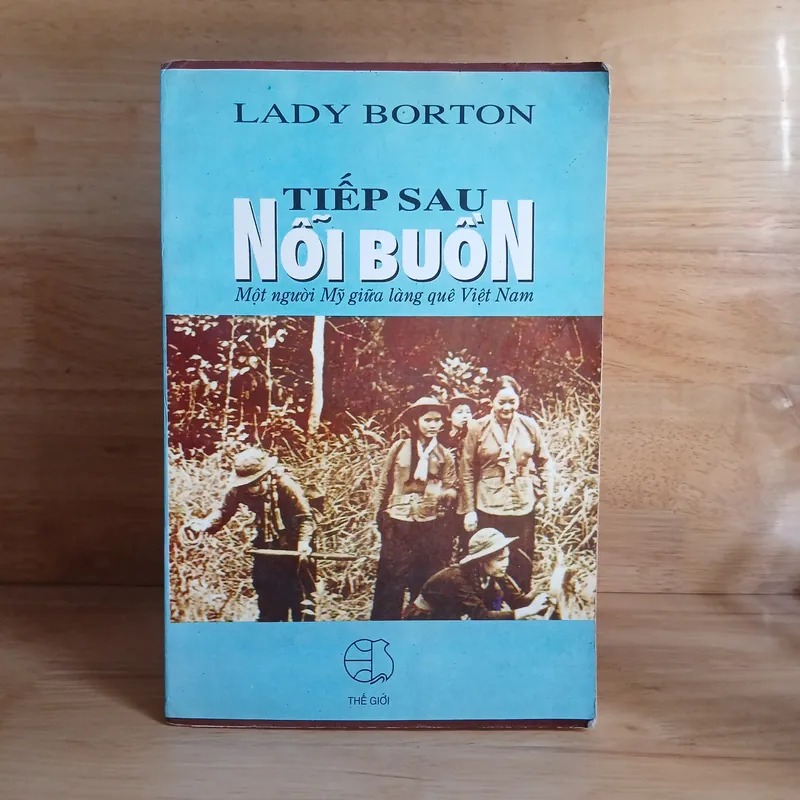 LADY BORTON
TIẾP SAU
NỖI BUỒN
Một người Mỹ giữa làng quê Việt Nam
THẾ GIỚI